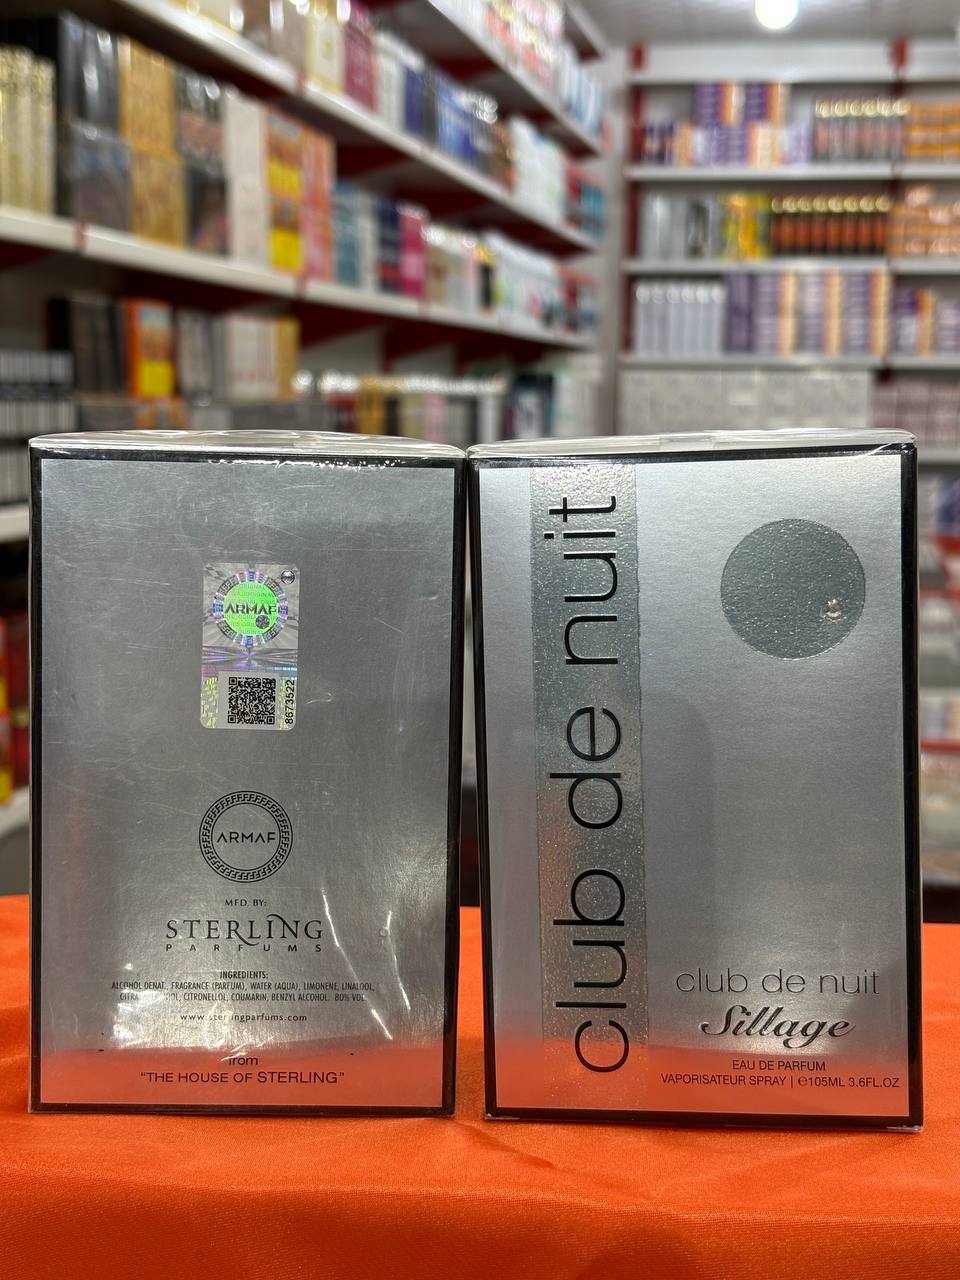 ARMAF
8673522
ARMAF
MFD. BY:
STERLING
PARFUMS
INGREDIENTS:
ALCOHOL DENAT., FRAGRANCE (PARFUM), WATER (AQUA), LIMONENE, LINALOOL,
CITRONELLOL, COUMARIN, BENZYL ALCOHOL. 80% VOL.
www.sterlingparfums.com
from
"THE HOUSE OF STERLING"
club de nuit
club de nuit
Sillage
EAU DE PARFUM
VAPORISATEUR SPRAY | ℮105ML 3.6FL.OZ